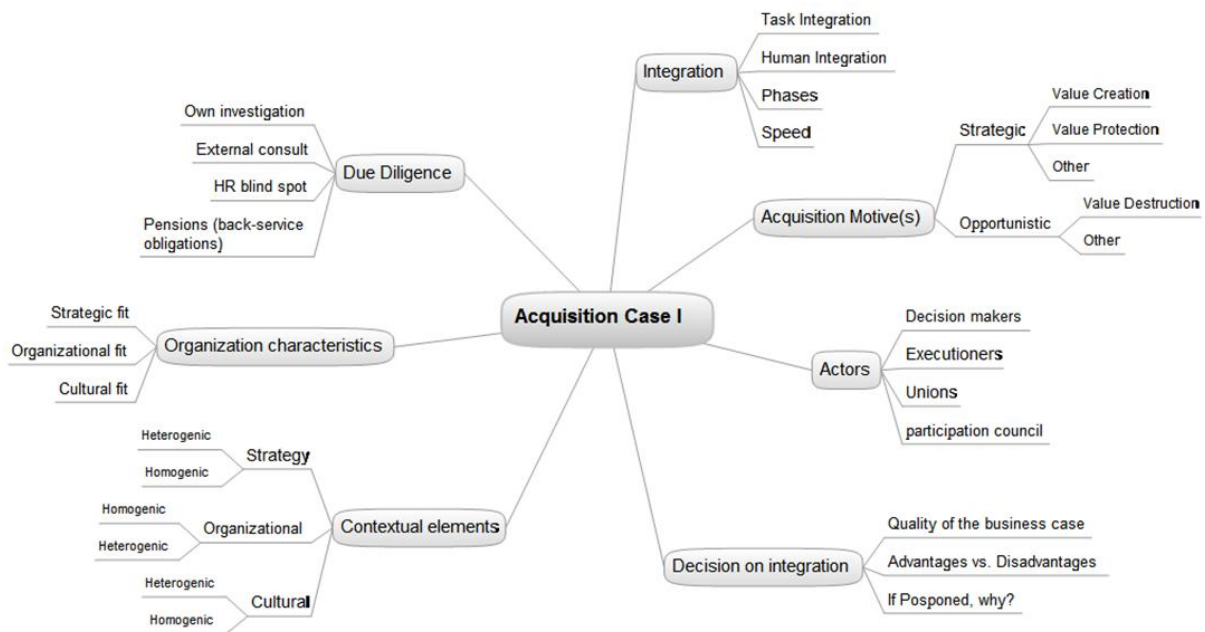 Acquisition Case I
Integration
Task Integration
Human Integration
Phases
Speed
Acquisition Motive(s)
Strategic
Value Creation
Value Protection
Other
Opportunistic
Value Destruction
Other
Actors
Decision makers
Executioners
Unions
participation council
Decision on integration
Quality of the business case
Advantages vs. Disadvantages
If Posponed, why?
Due Diligence
Own investigation
External consult
HR blind spot
Pensions (back-service
obligations)
Organization characteristics
Strategic fit
Organizational fit
Cultural fit
Contextual elements
Strategy
Heterogenic
Homogenic
Organizational
Homogenic
Heterogenic
Cultural
Heterogenic
Homogenic